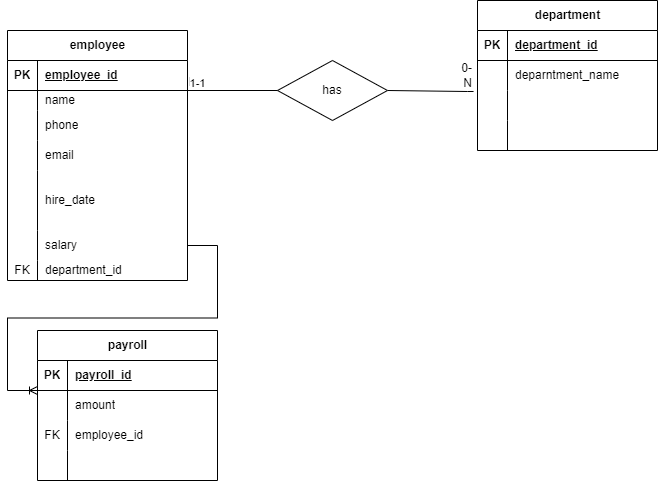 employee
PK employee_id
name
phone
email
hire_date
salary
FK department_id
1-1
has
0-
N
department
PK department_id
deparntment_name
payroll
PK payroll_id
amount
FK employee_id